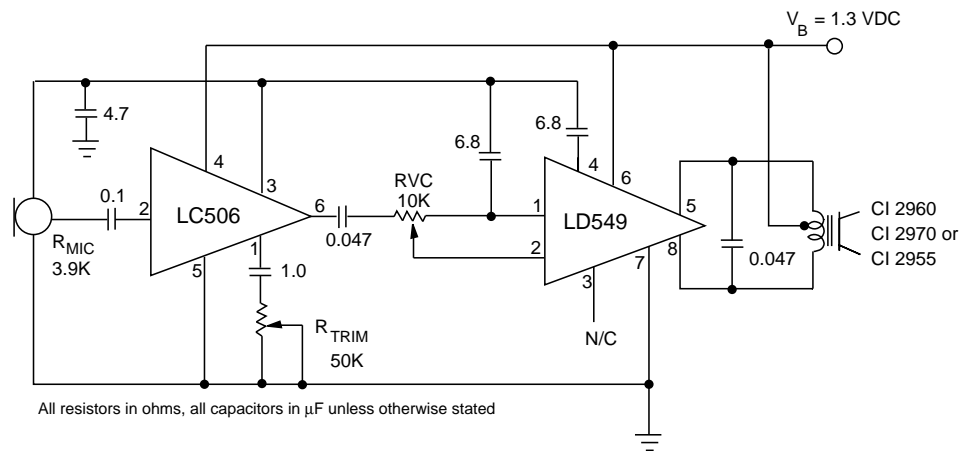 V_B = 1.3 VDC
4.7
6.8
6.8
4
3
4
6
0.1
2
LC506
6
RVC
10K
1
LD549
5
CI 2960
CI 2970 or
CI 2955
R_MIC
3.9K
1
5
1.0
0.047
2
3
7
8
0.047
R_TRIM
50K
N/C
All resistors in ohms, all capacitors in µF unless otherwise stated